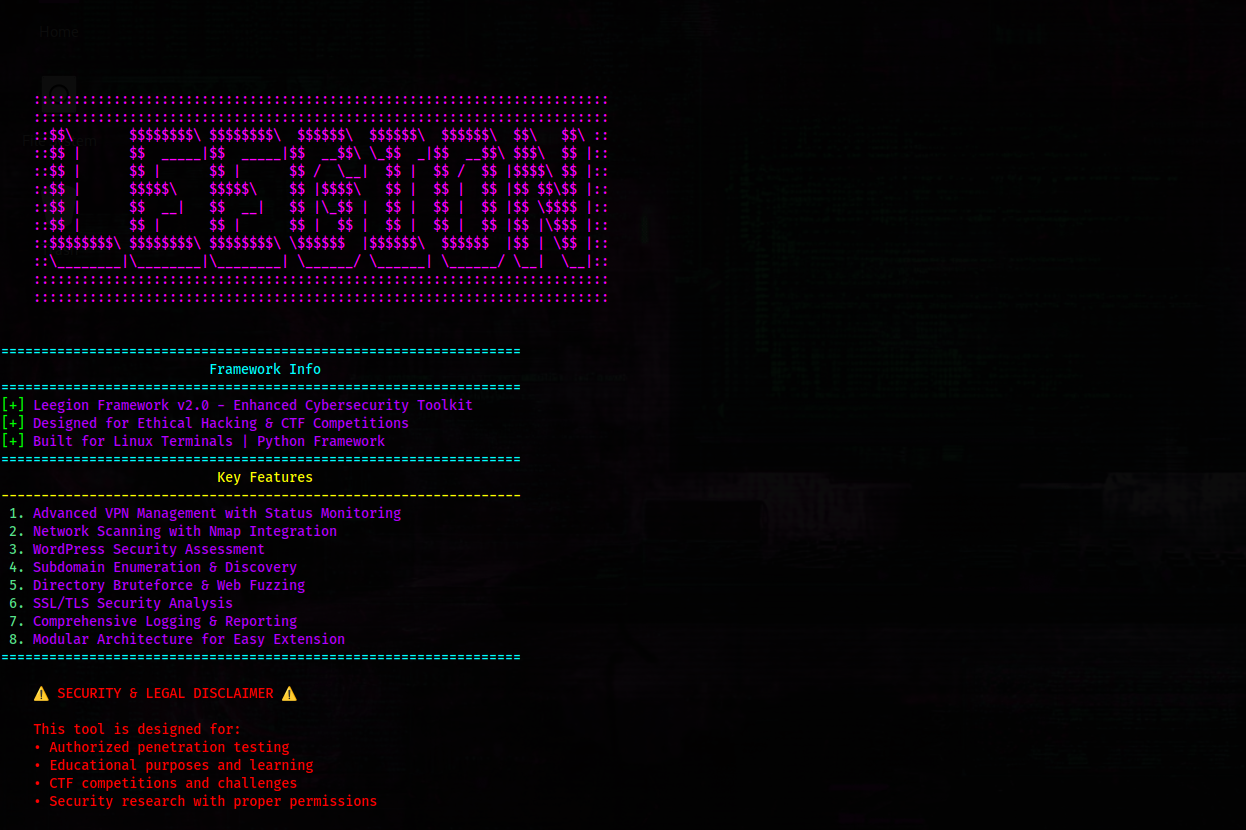 Home
::::::::::::::::::::::::::::::::::::::::::::::::::::::::::::::::::::::::
::::::::::::::::::::::::::::::::::::::::::::::::::::::::::::::::::::::::
::$$\       $$$$$$$$\ $$$$$$$$\  $$$$$$\  $$$$$$\  $$$$$$\  $$\   $$\ ::
::$$ |      $$  _____|$$  _____|$$  __$$\ \_$$  _|$$  __$$\ $$$\  $$ |::
::$$ |      $$ |      $$ |      $$ /  \__|  $$ |  $$ /  $$ |$$$$\ $$ |::
::$$ |      $$$$$\    $$$$$\    $$ |$$$$\   $$ |  $$ |  $$ |$$ $$\$$ |::
::$$ |      $$  __|   $$  __|   $$ |\_$$ |  $$ |  $$ |  $$ |$$ \$$$$ |::
::$$ |      $$ |      $$ |      $$ |  $$ |  $$ |  $$ |  $$ |$$ |\$$$ |::
::$$$$$$$$\ $$$$$$$$\ $$$$$$$$\ \$$$$$$  |$$$$$$\  $$$$$$  |$$ | \$$ |::
::\________|\________|\________| \______/ \______| \______/ \__|  \__|::
::::::::::::::::::::::::::::::::::::::::::::::::::::::::::::::::::::::::
::::::::::::::::::::::::::::::::::::::::::::::::::::::::::::::::::::::::
=================================================================
Framework Info
=================================================================
[+] Leegion Framework v2.0 - Enhanced Cybersecurity Toolkit
[+] Designed for Ethical Hacking & CTF Competitions
[+] Built for Linux Terminals | Python Framework
=================================================================
Key Features
-----------------------------------------------------------------
1. Advanced VPN Management with Status Monitoring
2. Network Scanning with Nmap Integration
3. WordPress Security Assessment
4. Subdomain Enumeration & Discovery
5. Directory Bruteforce & Web Fuzzing
6. SSL/TLS Security Analysis
7. Comprehensive Logging & Reporting
8. Modular Architecture for Easy Extension
=================================================================
⚠️ SECURITY & LEGAL DISCLAIMER ⚠️
This tool is designed for:
• Authorized penetration testing
• Educational purposes and learning
• CTF competitions and challenges
• Security research with proper permissions